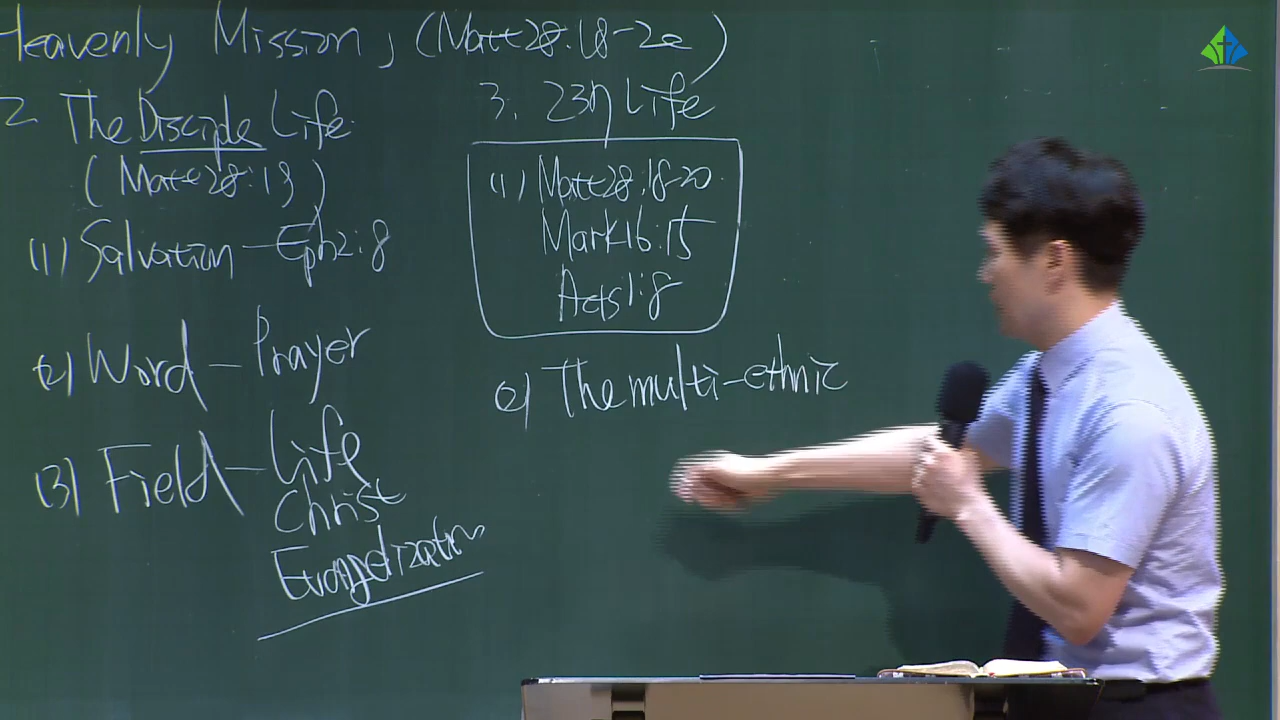 Heavenly Mission, (Matt28:18-20)
2. The Disciple Life
(Matt28:19)
(1) Salvation - Eph2:8
(2) Word - Prayer
(3) Field - Life
Christ
Evangelization
3. 237 Life
(1) Matt28:18-20
Mark16:15
Acts1:8
(2) The multi-ethnic